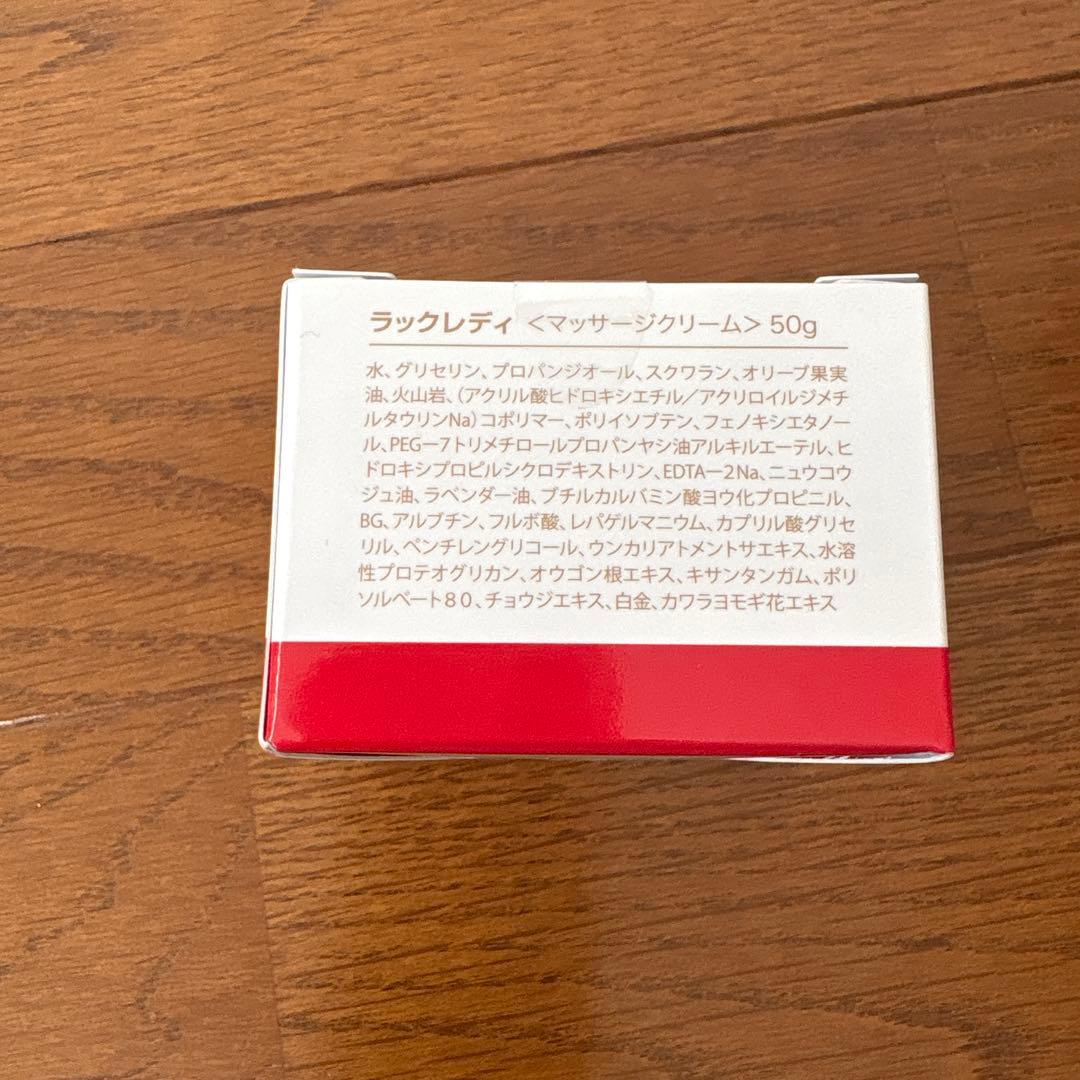 ラックレディ <マッサージクリーム> 50g
水、グリセリン、プロパンジオール、スクワラン、オリーブ果実
油、火山岩、(アクリル酸ヒドロキシエチル/アクリロイルジメチ
ルタウリンNa)コポリマー、ポリイソブテン、フェノキシエタノー
ル、PEGー7トリメチロールプロパンヤシ油アルキルエーテル、ヒ
ドロキシプロピルシクロデキストリン、EDTAー2Na、ニュウコウ
ジュ油、ラベンダー油、ブチルカルバミン酸ヨウ化プロピニル、
BG、アルブチン、フルボ酸、レパゲルマニウム、カプリル酸グリセ
リル、ペンチレングリコール、ウンカリアトメントサエキス、水溶
性プロテオグリカン、オウゴン根エキス、キサンタンガム、ポリ
ソルベート80、チョウジエキス、白金、カワラヨモギ花エキス